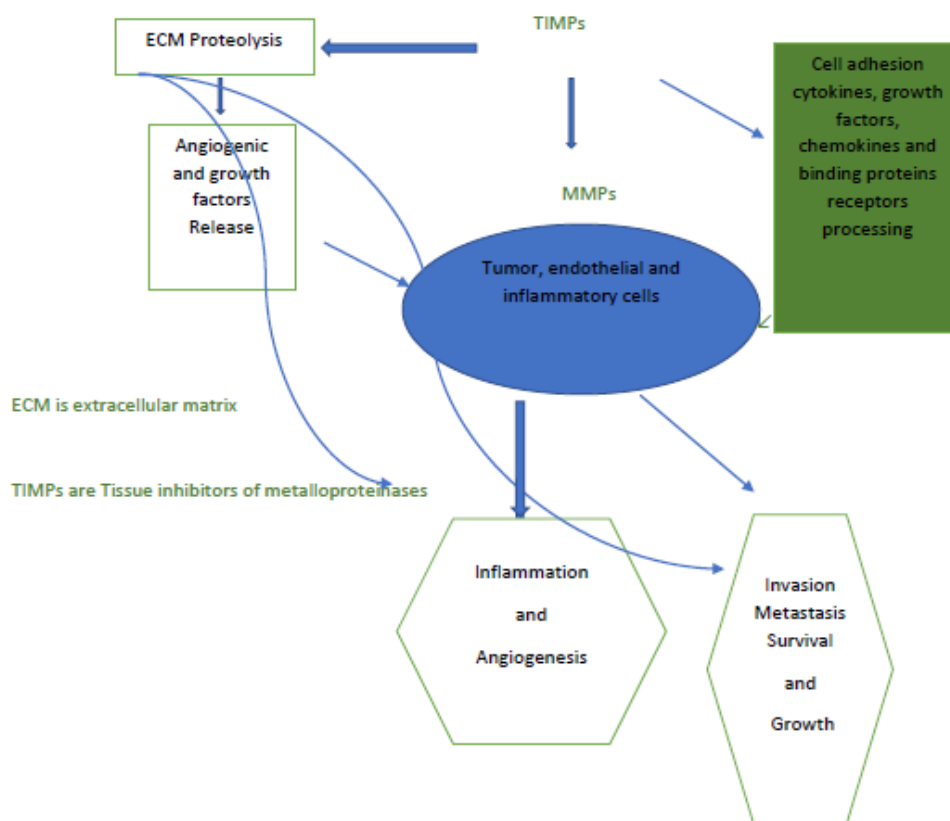 TIMPs
ECM Proteolysis
Cell adhesion
cytokines, growth
factors,
chemokines and
binding proteins
receptors
processing
Angiogenic
and growth
factors
Release
MMPs
Tumor, endothelial and
inflammatory cells
ECM is extracellular matrix
TIMPs are Tissue inhibitors of metalloproteinases
Inflammation
and
Angiogenesis
Invasion
Metastasis
Survival
and
Growth